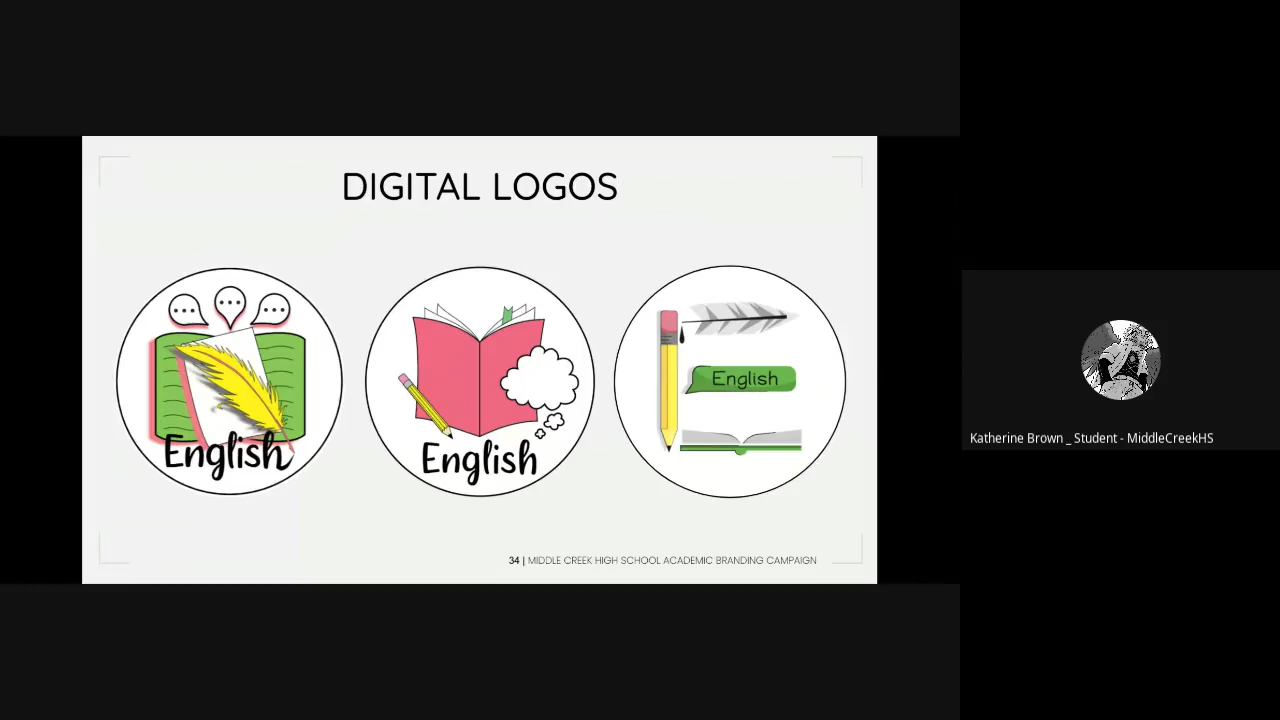 DIGITAL LOGOS
English
English
English
34 | MIDDLE CREEK HIGH SCHOOL ACADEMIC BRANDING CAMPAIGN
Katherine Brown _ Student - MiddleCreekHS